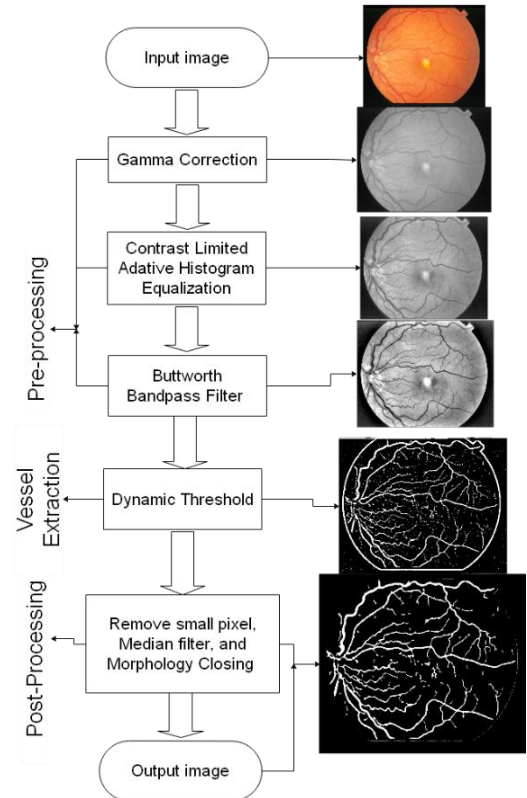 Input image
Gamma Correction
Contrast Limited
Adative Histogram
Equalization
Pre-processing
Buttworth
Bandpass Filter
Vessel
Extraction
Dynamic Threshold
Post-Processing
Remove small pixel,
Median filter, and
Morphology Closing
Output image